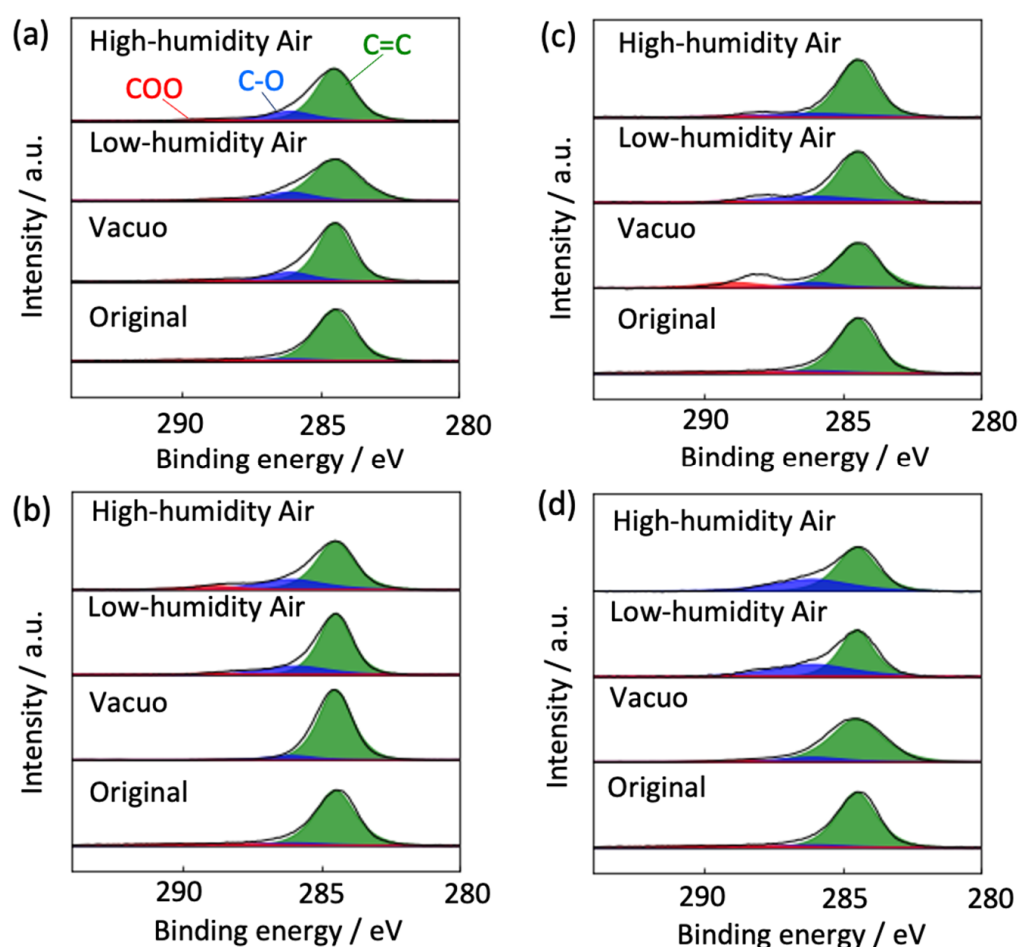 (a)
High-humidity Air
C=C
COO
C-O
Low-humidity Air
Vacuo
Original
Intensity / a.u.
290
285
280
Binding energy / eV
(c)
High-humidity Air
Low-humidity Air
Vacuo
Original
Intensity / a.u.
290
285
280
Binding energy / eV
(b)
High-humidity Air
Low-humidity Air
Vacuo
Original
Intensity / a.u.
290
285
280
Binding energy / eV
(d)
High-humidity Air
Low-humidity Air
Vacuo
Original
Intensity / a.u.
290
285
280
Binding energy / eV